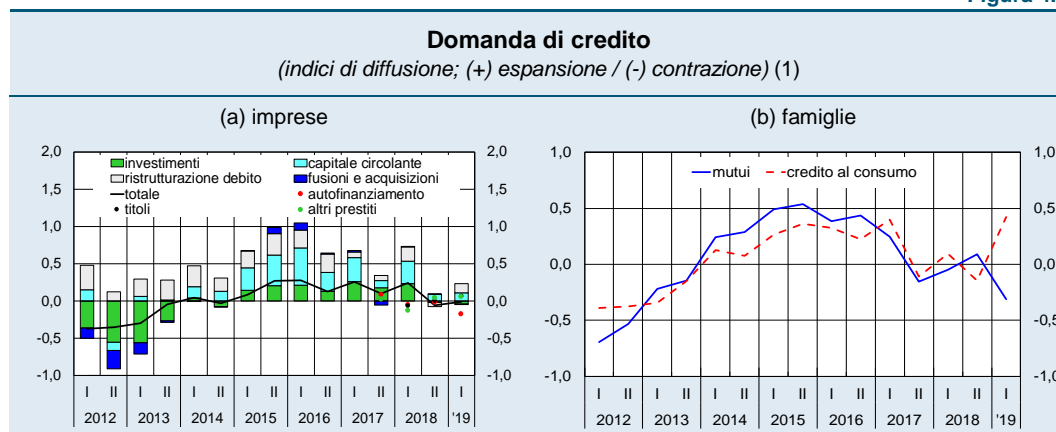 Domanda di credito
(indici di diffusione; (+) espansione / (-) contrazione) (1)
(a) imprese
2,0
1,5
1,0
0,5
0,0
-0,5
-1,0
investimenti
capitale circolante
ristrutturazione debito
fusioni e acquisizioni
totale
autofinanziamento
titoli
altri prestiti
2,0
1,5
1,0
0,5
0,0
-0,5
-1,0
I II I II I II I II I II I II I II I
2012 2013 2014 2015 2016 2017 2018 '19
(b) famiglie
1,0
0,5
0,0
-0,5
-1,0
mutui
credito al consumo
1,0
0,5
0,0
-0,5
-1,0
I II I II I II I II I II I II I II I
2012 2013 2014 2015 2016 2017 2018 '19